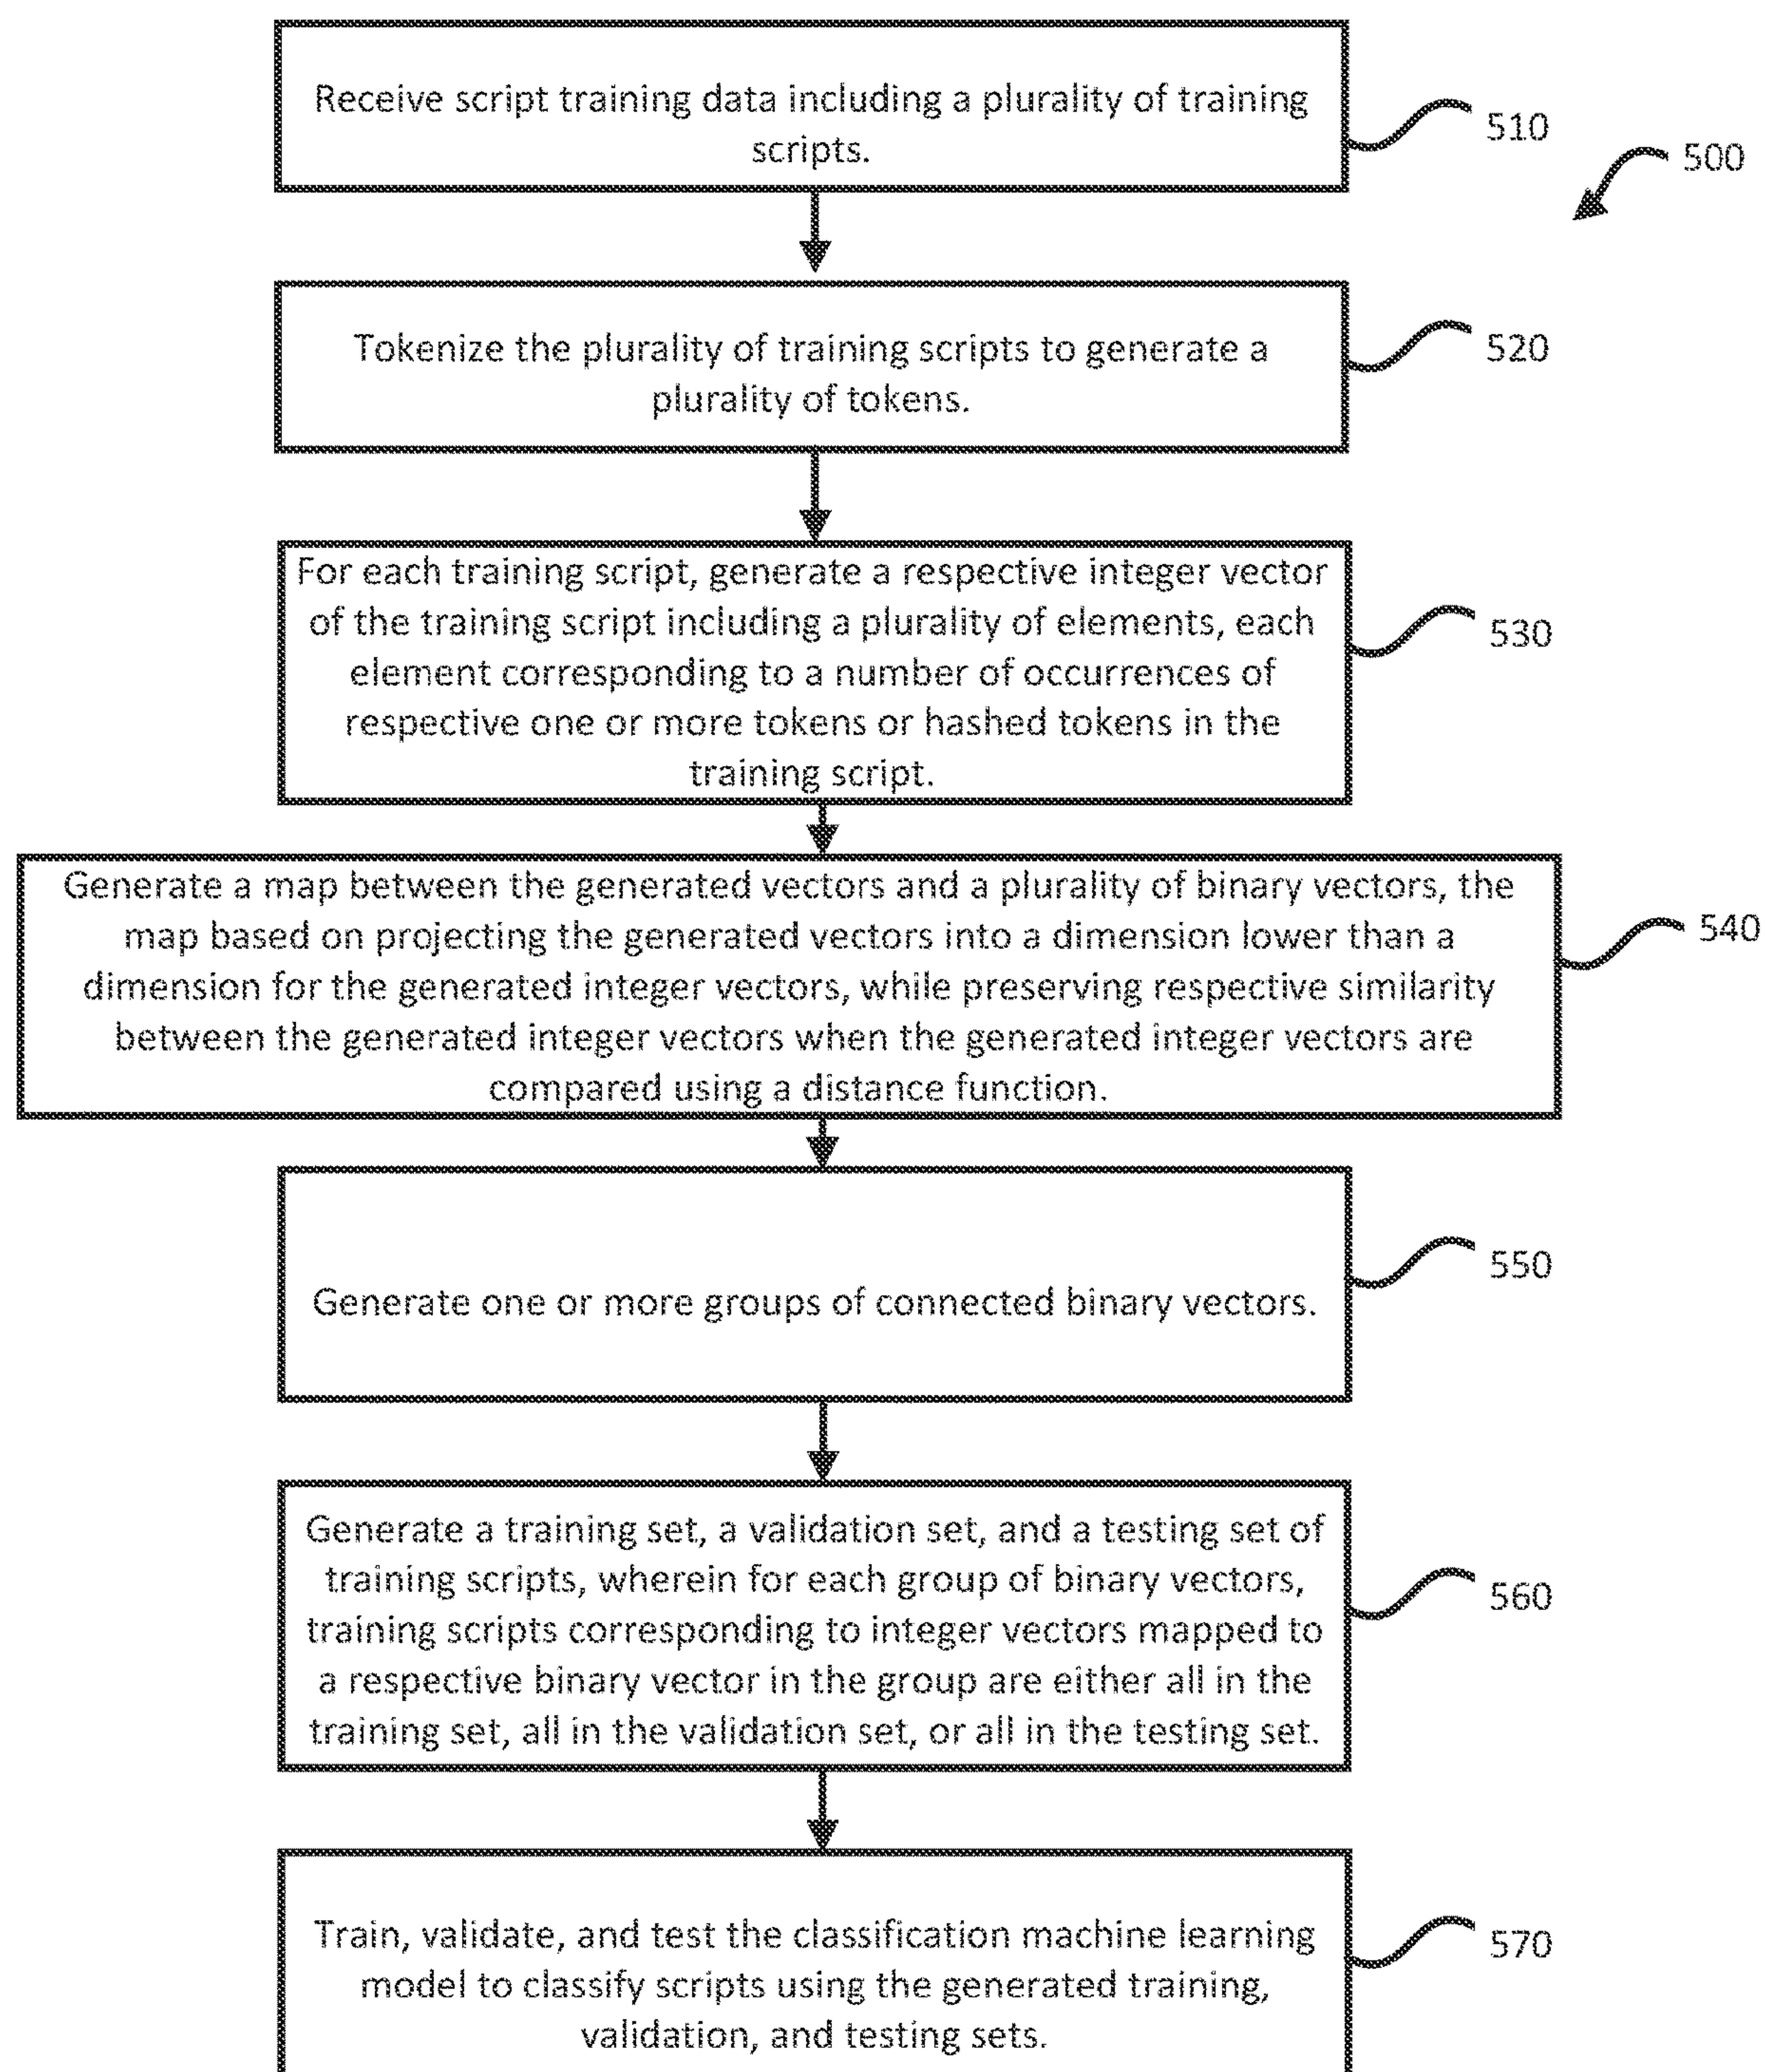 Receive script training data including a plurality of training
scripts.
510
500
Tokenize the plurality of training scripts to generate a
plurality of tokens.
520
For each training script, generate a respective integer vector
of the training script including a plurality of elements, each
element corresponding to a number of occurrences of
respective one or more tokens or hashed tokens in the
training script.
530
Generate a map between the generated vectors and a plurality of binary vectors, the
map based on projecting the generated vectors into a dimension lower than a
dimension for the generated integer vectors, while preserving respective similarity
between the generated integer vectors when the generated integer vectors are
compared using a distance function.
540
Generate one or more groups of connected binary vectors.
550
Generate a training set, a validation set, and a testing set of
training scripts, wherein for each group of binary vectors,
training scripts corresponding to integer vectors mapped to
a respective binary vector in the group are either all in the
training set, all in the validation set, or all in the testing set.
560
Train, validate, and test the classification machine learning
model to classify scripts using the generated training,
validation, and testing sets.
570